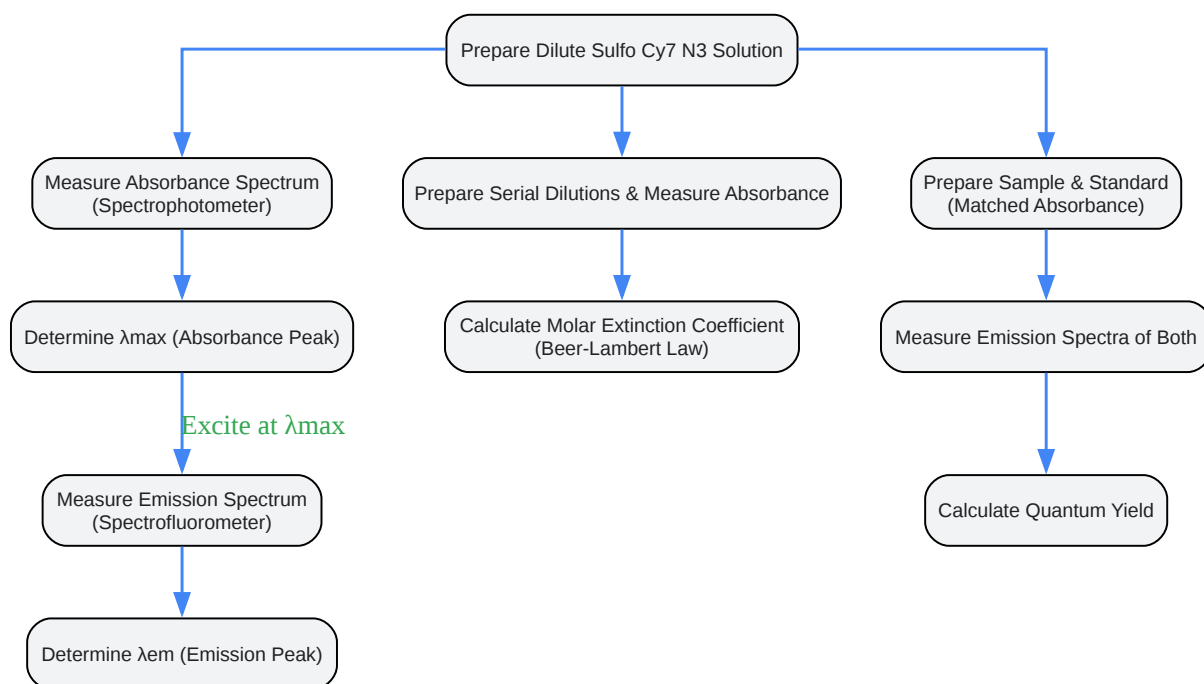 Prepare Dilute Sulfo Cy7 N3 Solution
Measure Absorbance Spectrum
(Spectrophotometer)
Prepare Serial Dilutions & Measure Absorbance
Prepare Sample & Standard
(Matched Absorbance)
Determine λmax (Absorbance Peak)
Calculate Molar Extinction Coefficient
(Beer-Lambert Law)
Measure Emission Spectra of Both
Excite at λmax
Measure Emission Spectrum
(Spectrofluorometer)
Calculate Quantum Yield
Determine λem (Emission Peak)